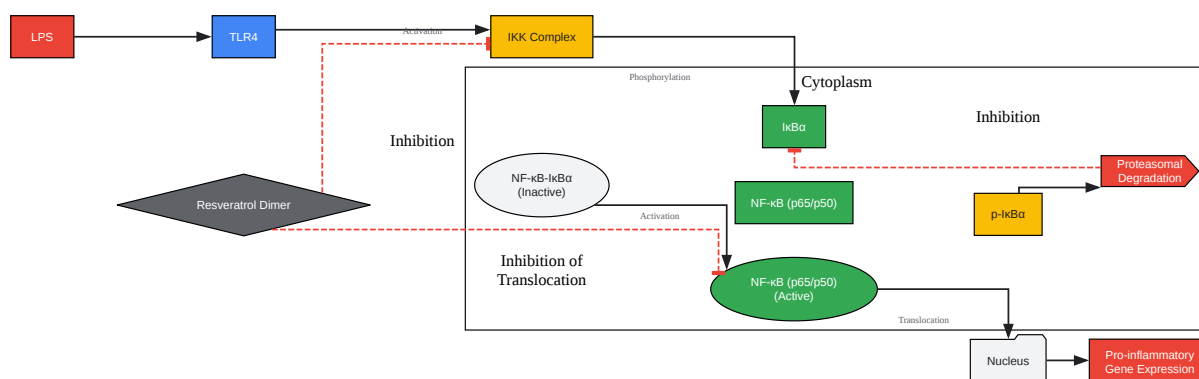 LPS
TLR4
Activation
IKK Complex
Phosphorylation
Cytoplasm
IκBα
Inhibition
Inhibition
NF-κB-IκBα
(Inactive)
Proteasomal
Degradation
Resveratrol Dimer
NF-κB (p65/p50)
p-IκBα
Activation
Inhibition of
Translocation
NF-κB (p65/p50)
(Active)
Translocation
Nucleus
Pro-inflammatory
Gene Expression